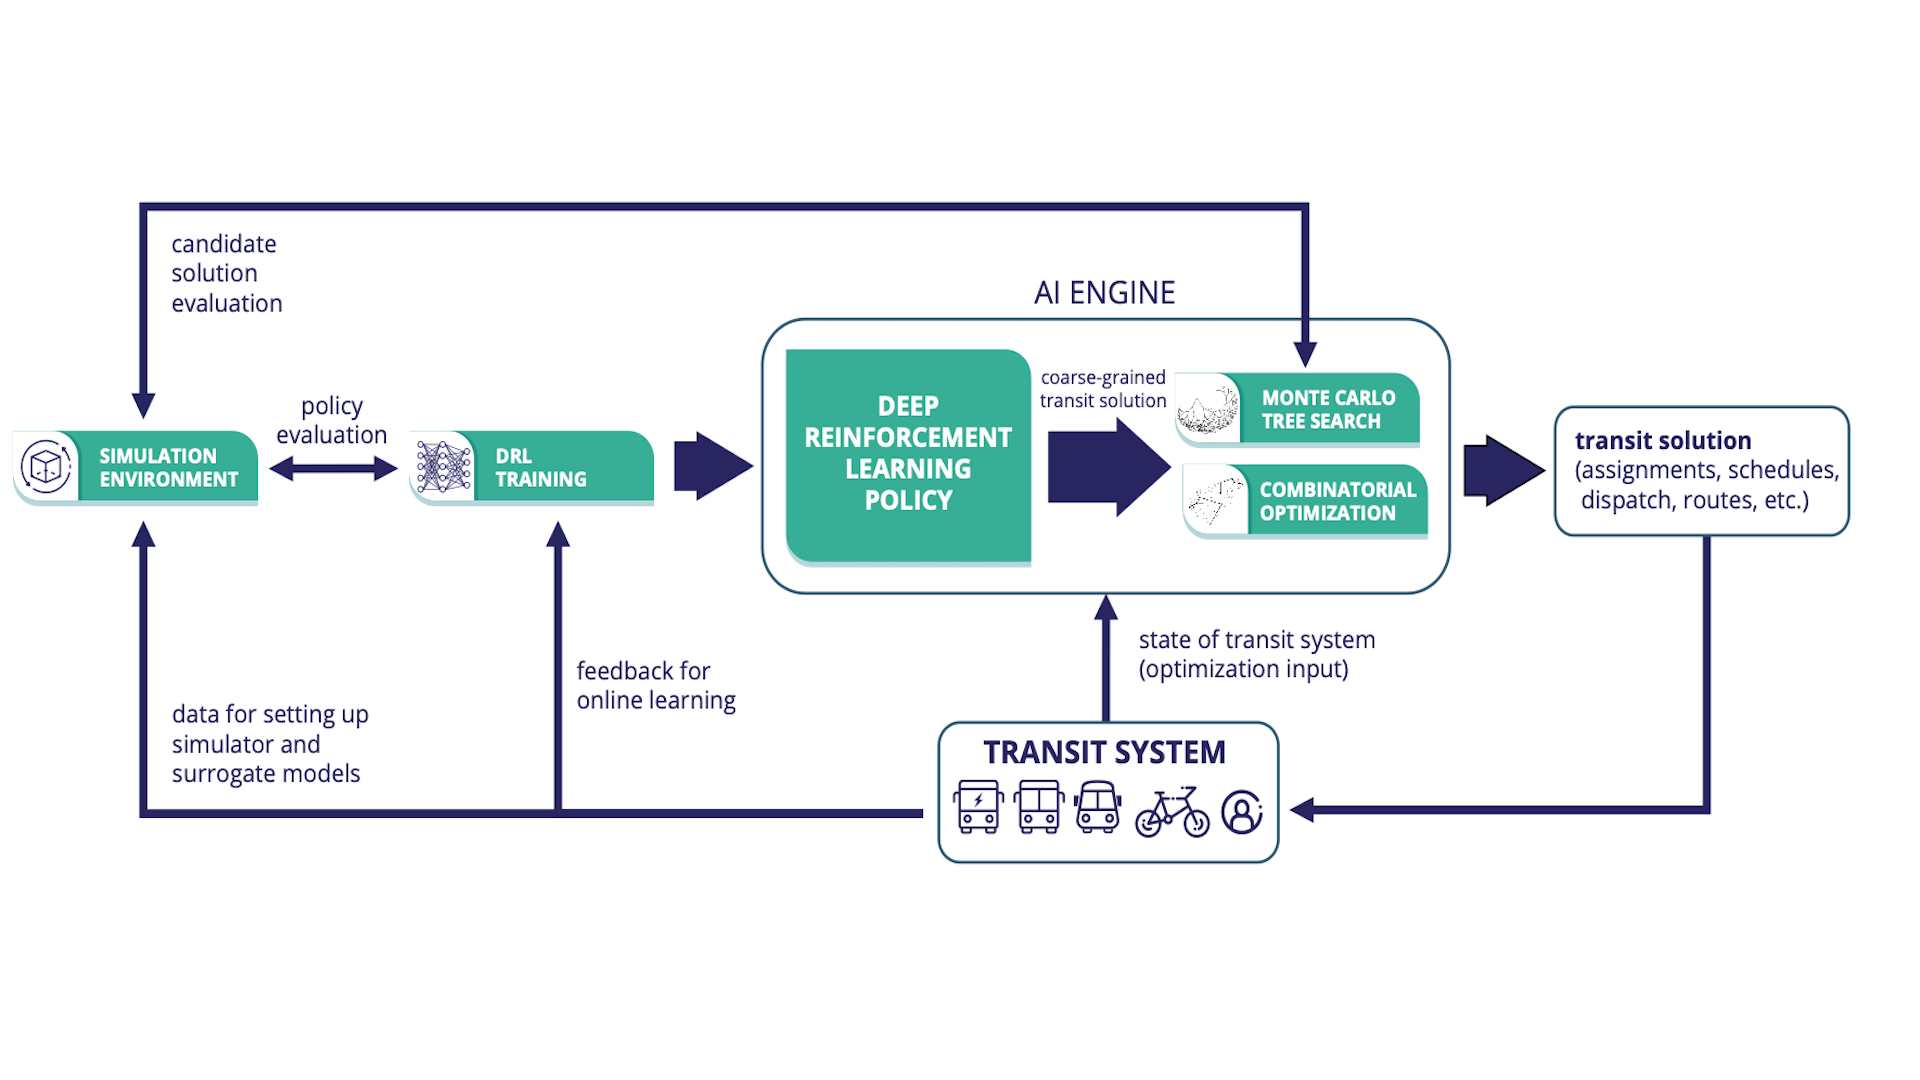 candidate
solution
evaluation
AI ENGINE
policy
evaluation
SIMULATION
ENVIRONMENT
DRL
TRAINING
DEEP
REINFORCEMENT
LEARNING
POLICY
coarse-grained
transit solution
MONTE CARLO
TREE SEARCH
COMBINATORIAL
OPTIMIZATION
transit solution
(assignments, schedules,
dispatch, routes, etc.)
state of transit system
(optimization input)
feedback for
online learning
data for setting up
simulator and
surrogate models
TRANSIT SYSTEM